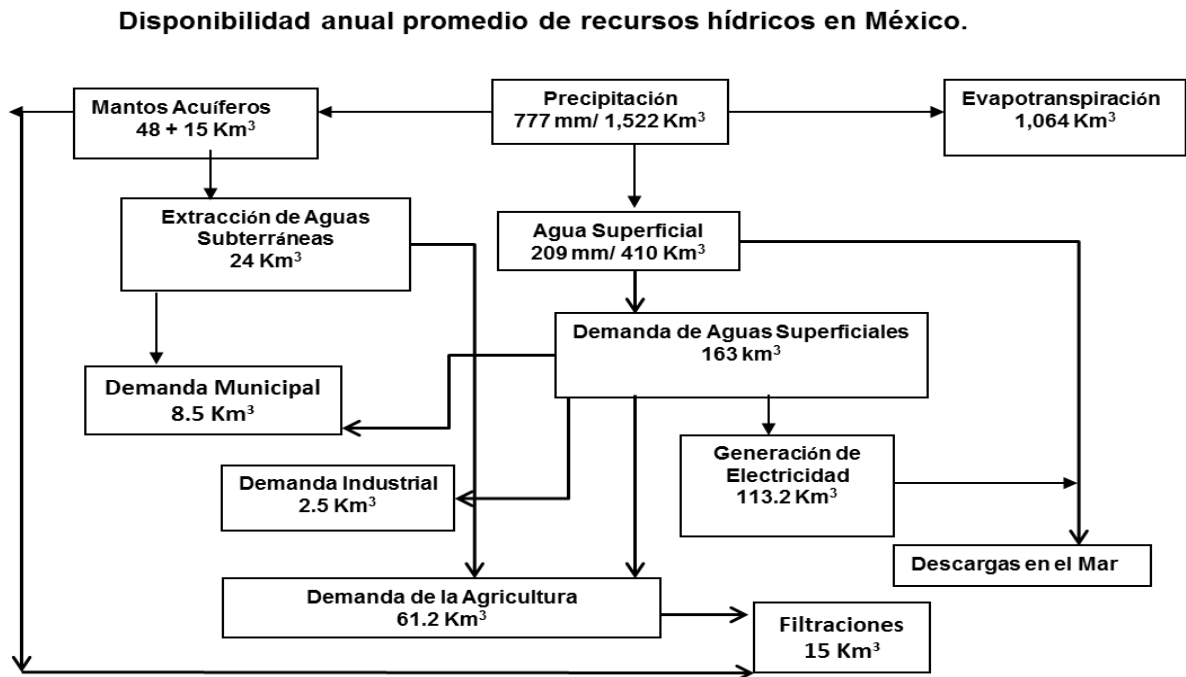 Disponibilidad anual promedio de recursos hídricos en México.
Mantos Acuíferos
48 + 15 Km³
Precipitación
777 mm/ 1,522 Km³
Evapotranspiración
1,064 Km³
Extracción de Aguas
Subterráneas
24 Km³
Agua Superficial
209 mm/ 410 Km³
Demanda de Aguas Superficiales
163 km³
Demanda Municipal
8.5 Km³
Generación de
Electricidad
113.2 Km³
Demanda Industrial
2.5 Km³
Descargas en el Mar
Demanda de la Agricultura
61.2 Km³
Filtraciones
15 Km³